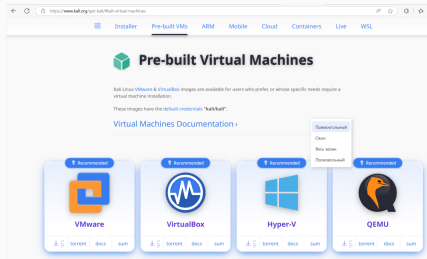 https://www.kali.org/get-kali/#kali-virtual-machines
Installer Pre-built VMs ARM Mobile Cloud Containers Live WSL
Pre-built Virtual Machines
Kali Linux VMware & VirtualBox images are available for users who prefer, or whose specific needs require a
virtual machine installation.
These images have the default credentials "kali/kali".
Virtual Machines Documentation ›
Прямоугольный
Окно
Весь экран
Произвольный
Recommended Recommended Recommended Recommended
VMware VirtualBox Hyper-V QEMU
torrent docs sum torrent docs sum torrent docs sum torrent docs sum